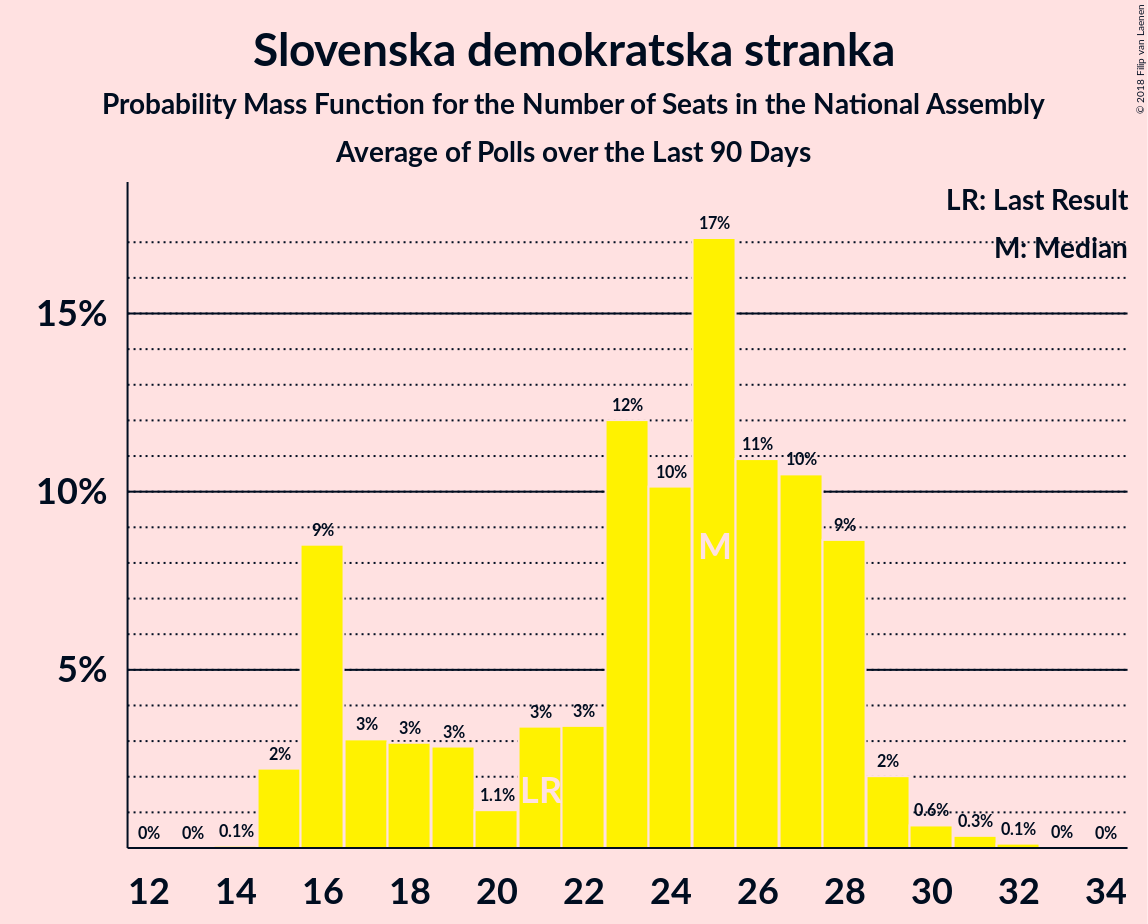 Slovenska demokratska stranka
Probability Mass Function for the Number of Seats in the National Assembly
Average of Polls over the Last 90 Days
© 2018 Filip van Laenen
LR: Last Result
M: Median
15%
10%
5%
0%
0%
0.1%
2%
9%
3%
3%
3%
1.1%
3%
3%
12%
10%
17%
11%
10%
9%
2%
0.6%
0.3%
0.1%
0%
0%
LR
M
12 14 16 18 20 22 24 26 28 30 32 34